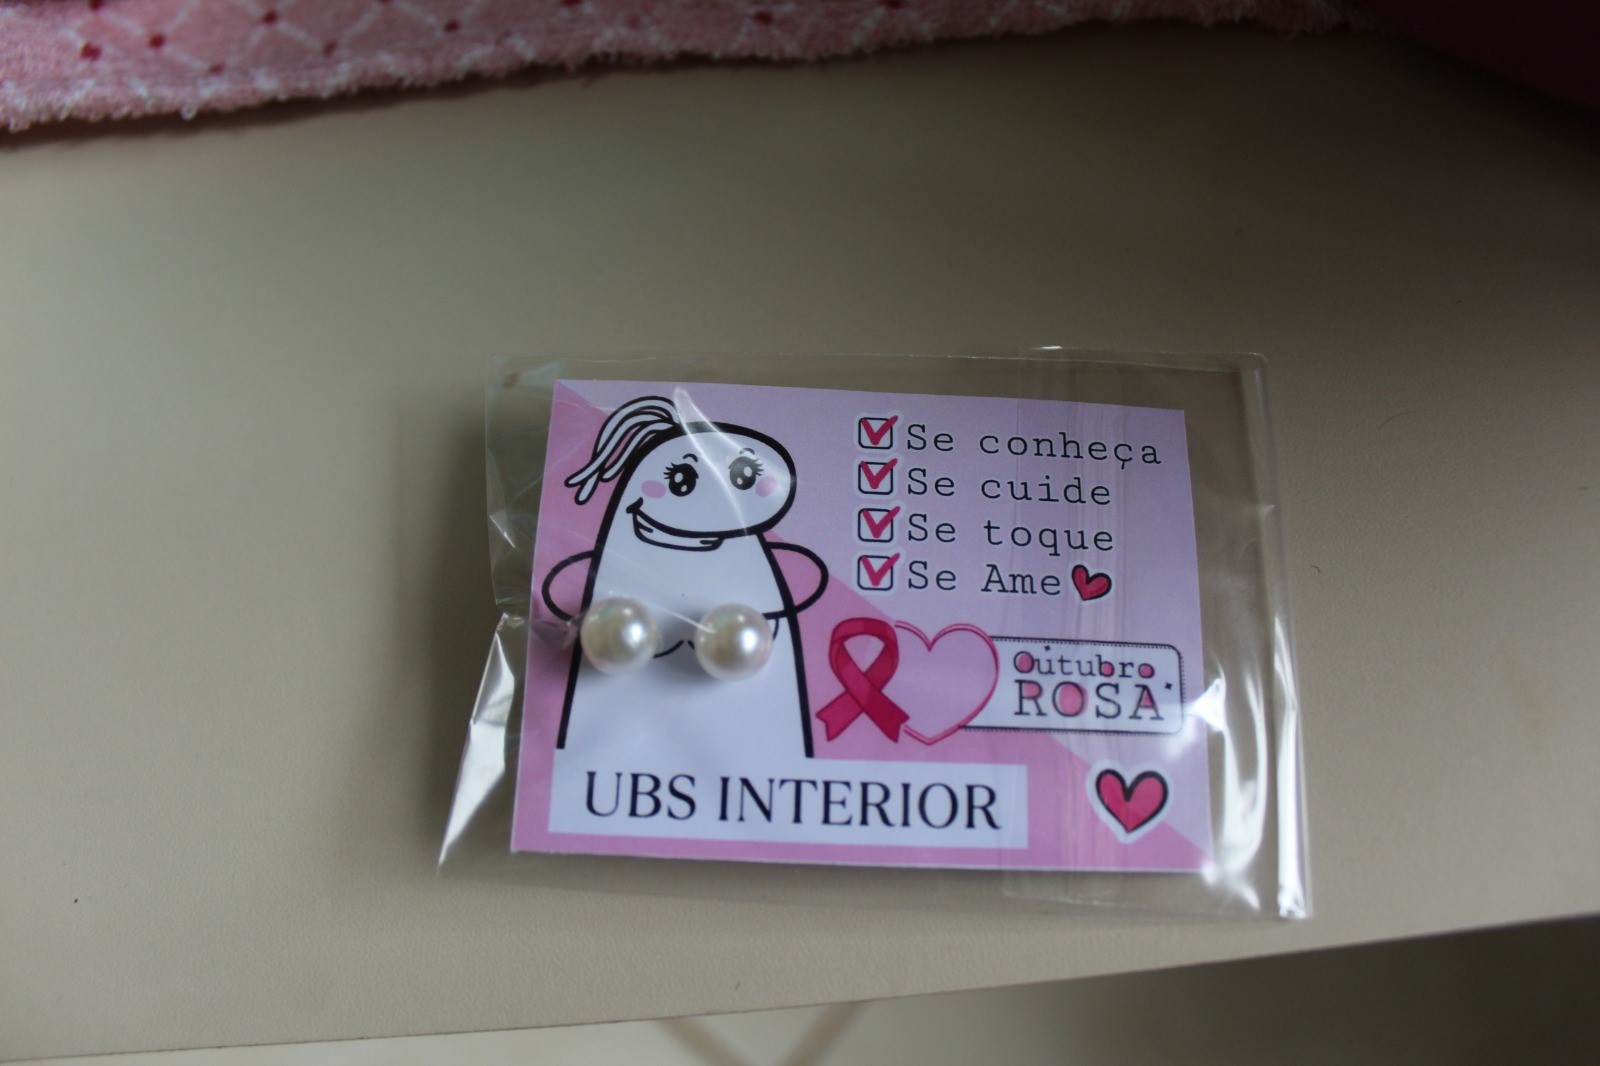 Se conheça
Se cuide
Se toque
Se Ame
Outubro
ROSA
UBS INTERIOR